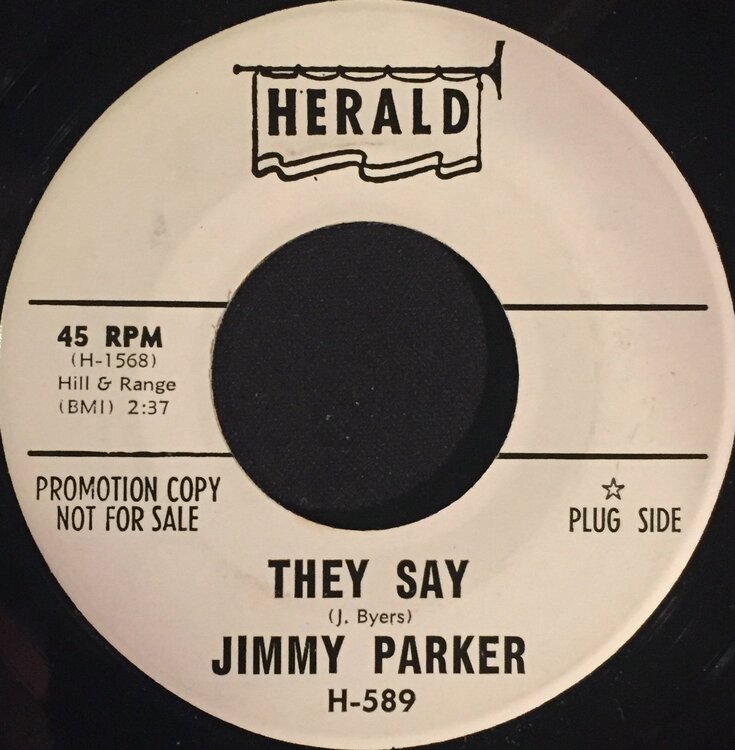 HERALD
45 RPM
(H-1568)
Hill & Range
(BMI) 2:37
PROMOTION COPY
NOT FOR SALE
☆
PLUG SIDE
THEY SAY
(J. Byers)
JIMMY PARKER
H-589